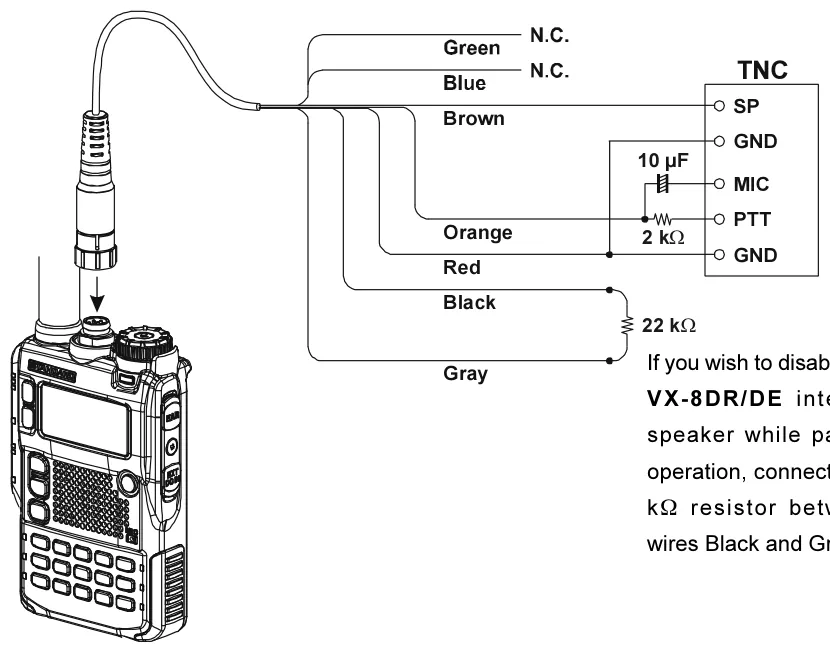 N.C.
Green
N.C.
Blue
TNC
Brown
SP
GND
10 µF
MIC
PTT
Orange
2 kΩ
GND
Red
Black
22 kΩ
Gray
If you wish to disab
VX-8DR/DE inte
speaker while pa
operation, connect
kΩ resistor betw
wires Black and Gr